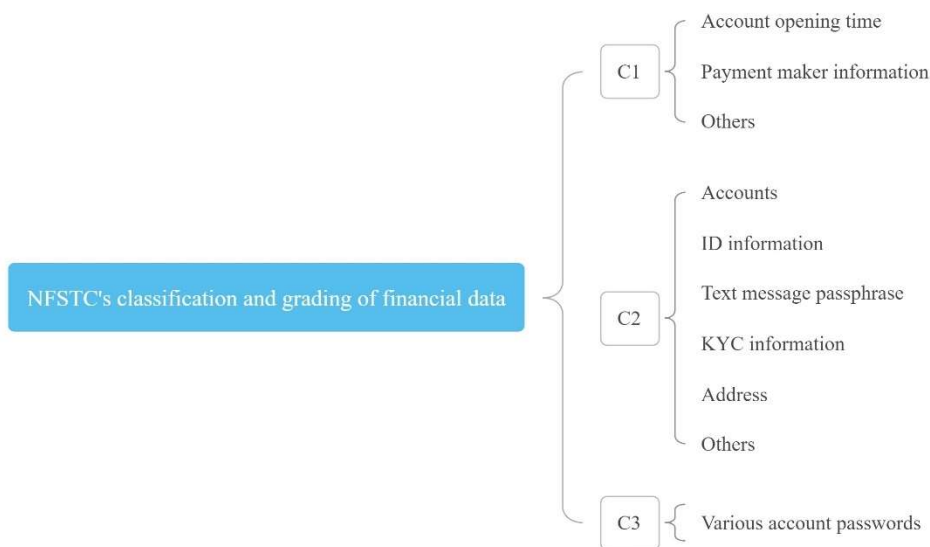 NFSTC's classification and grading of financial data
C1
Account opening time
Payment maker information
Others
C2
Accounts
ID information
Text message passphrase
KYC information
Address
Others
C3
Various account passwords